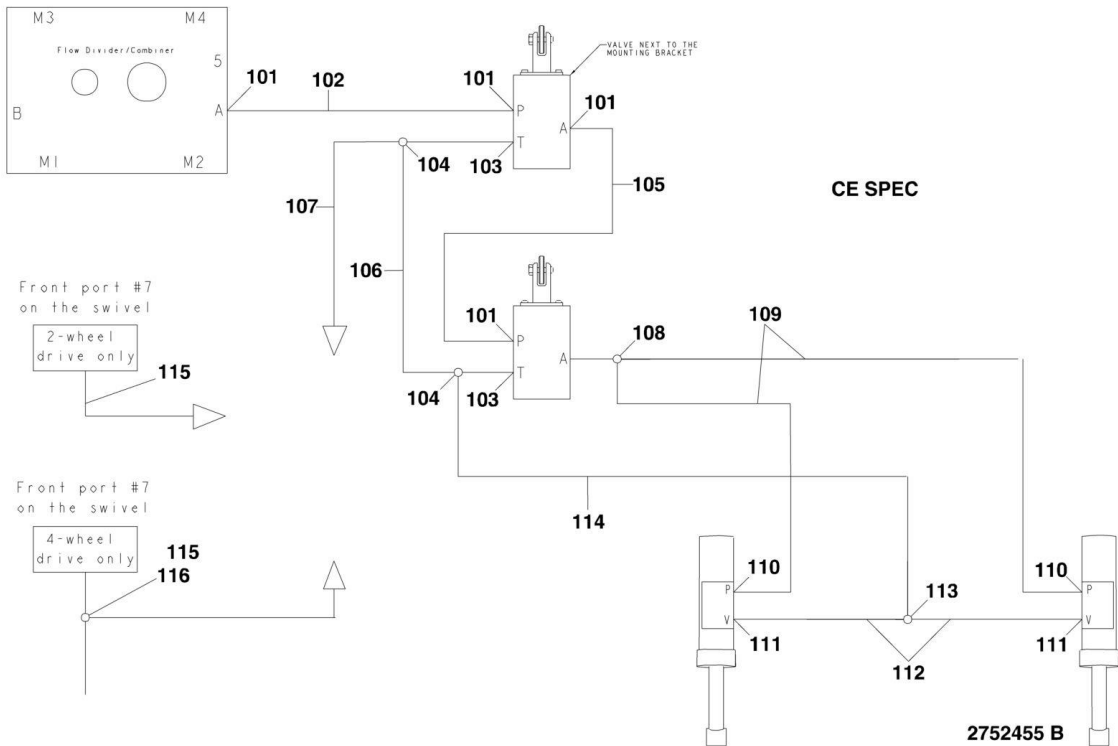 M3 M4
Flow Divider/Combiner
5
B
A
M1 M2
101
102
101
P
T
A
101
VALVE NEXT TO THE
MOUNTING BRACKET
104
103
105
CE SPEC
107
106
Front port #7
on the swivel
2-wheel
drive only
115
101
P
T
A
108
109
104
103
114
Front port #7
on the swivel
4-wheel
drive only
115
116
P
V
110
111
113
112
110
P
V
111
2752455 B